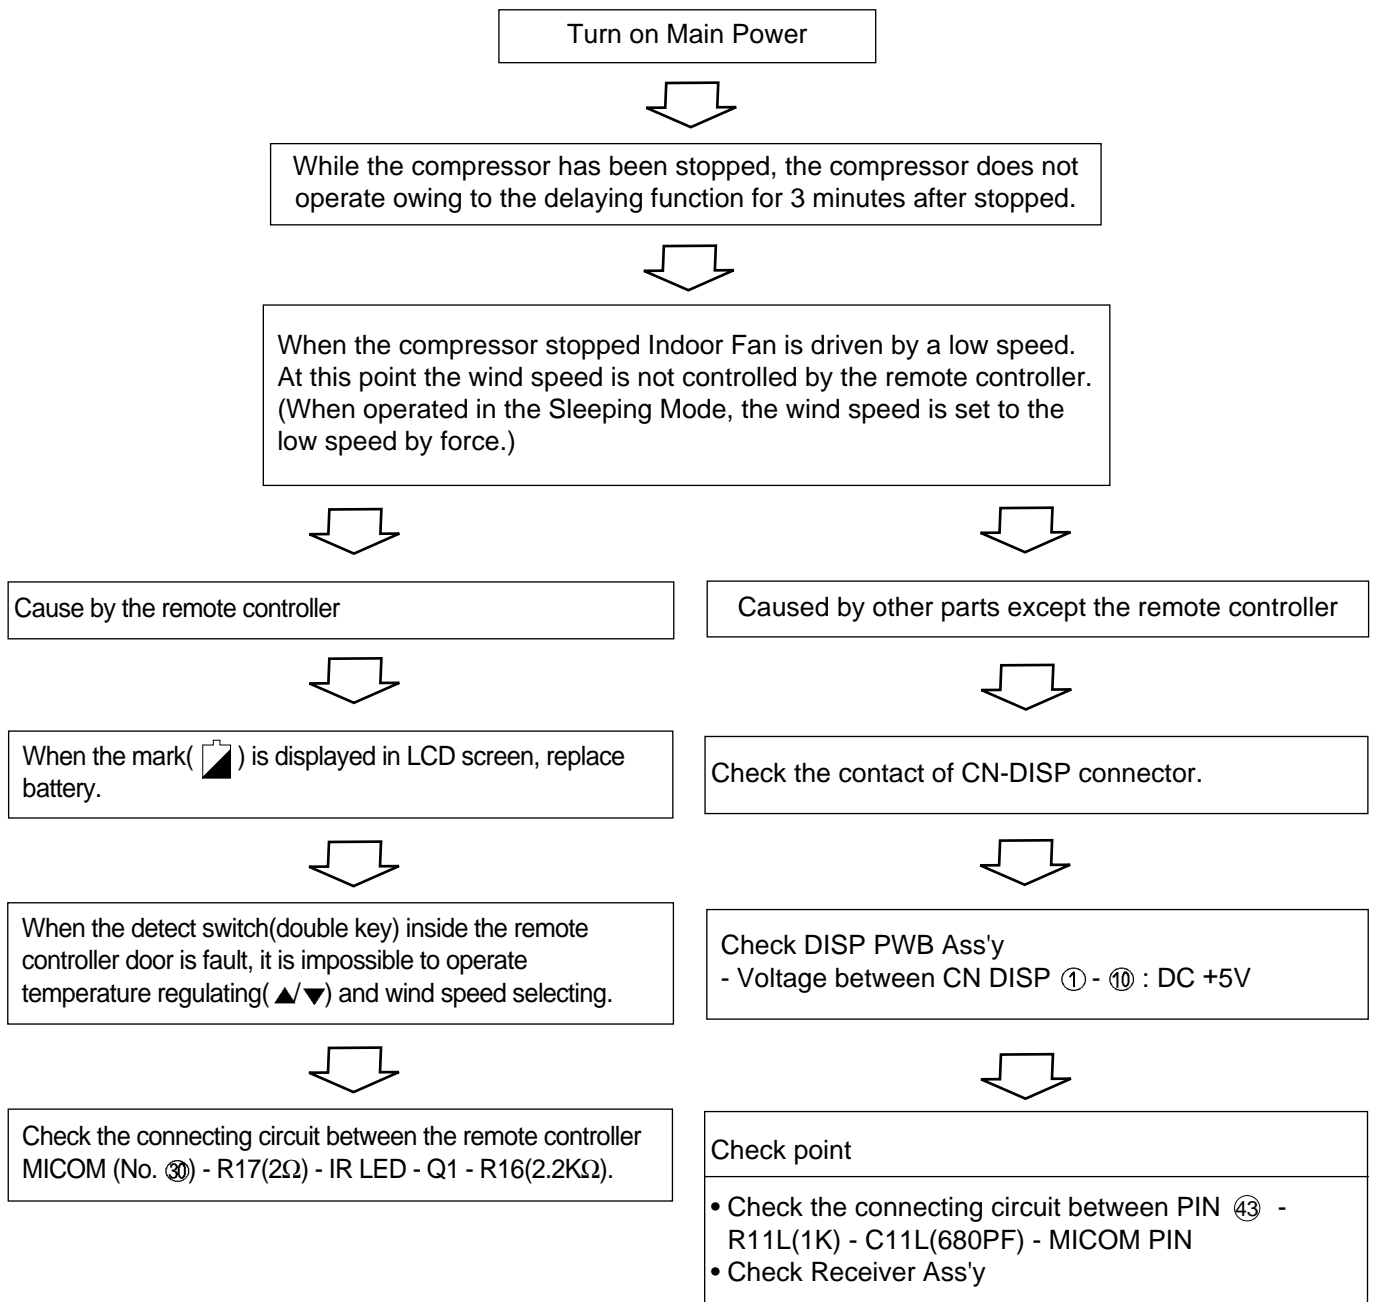 Turn on Main Power
While the compressor has been stopped, the compressor does not
operate owing to the delaying function for 3 minutes after stopped.
When the compressor stopped Indoor Fan is driven by a low speed.
At this point the wind speed is not controlled by the remote controller.
(When operated in the Sleeping Mode, the wind speed is set to the
low speed by force.)
Cause by the remote controller
When the mark( ) is displayed in LCD screen, replace
battery.
When the detect switch(double key) inside the remote
controller door is fault, it is impossible to operate
temperature regulating(▲/▼) and wind speed selecting.
Check the connecting circuit between the remote controller
MICOM (No. ㉚) - R17(2Ω) - IR LED - Q1 - R16(2.2KΩ).
Caused by other parts except the remote controller
Check the contact of CN-DISP connector.
Check DISP PWB Ass'y
- Voltage between CN DISP ① - ⑩ : DC +5V
Check point
• Check the connecting circuit between PIN ㊸ -
R11L(1K) - C11L(680PF) - MICOM PIN
• Check Receiver Ass'y